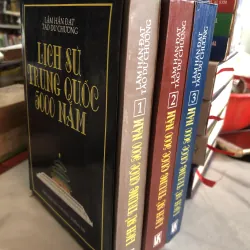 LÂM HÁN ĐẠT
TÀO DƯ CHƯƠNG
LỊCH SỬ
TRUNG QUỐC
5000 NĂM
LÂM HÁN ĐẠT
TÀO DƯ CHƯƠNG
LỊCH SỬ TRUNG QUỐC 5000 NĂM
1
LÂM HÁN ĐẠT
TÀO DƯ CHƯƠNG
LỊCH SỬ TRUNG QUỐC 5000 NĂM
2
LÂM HÁN ĐẠT
TÀO DƯ CHƯƠNG
LỊCH SỬ TRUNG QUỐC 5000 NĂM
3